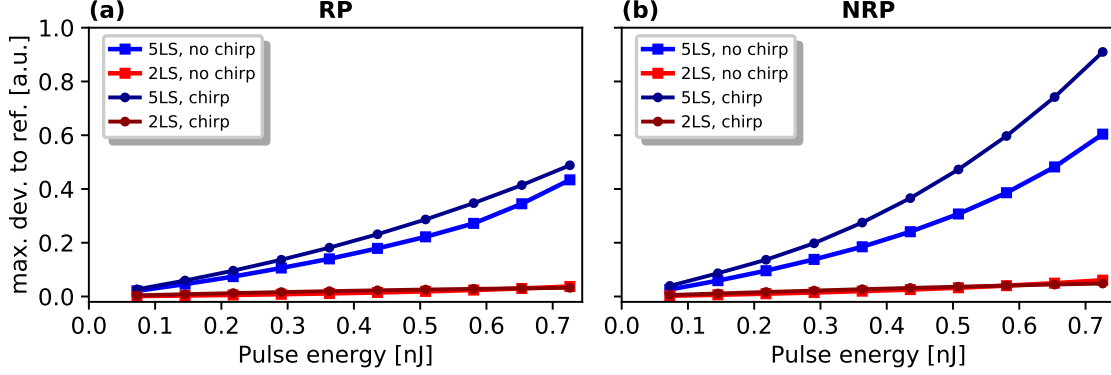 (a) RP
max. dev. to ref. [a.u.]
1.0
0.8
0.6
0.4
0.2
0.0
5LS, no chirp
2LS, no chirp
5LS, chirp
2LS, chirp
0.0 0.1 0.2 0.3 0.4 0.5 0.6 0.7
Pulse energy [nJ]
(b) NRP
5LS, no chirp
2LS, no chirp
5LS, chirp
2LS, chirp
0.0 0.1 0.2 0.3 0.4 0.5 0.6 0.7
Pulse energy [nJ]